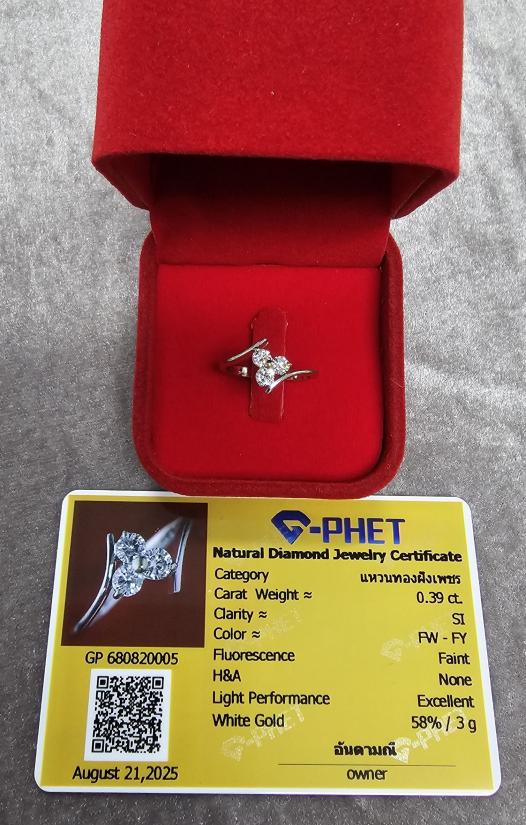 G-PHET
Natural Diamond Jewelry Certificate
Category แหวนทองฝังเพชร
Carat Weight ≈ 0.39 ct.
Clarity ≈ SI
Color ≈ FW - FY
Fluorescence Faint
H&A None
Light Performance Excellent
White Gold 58% / 3 g
GP 680820005
August 21,2025
อันดามณี
owner